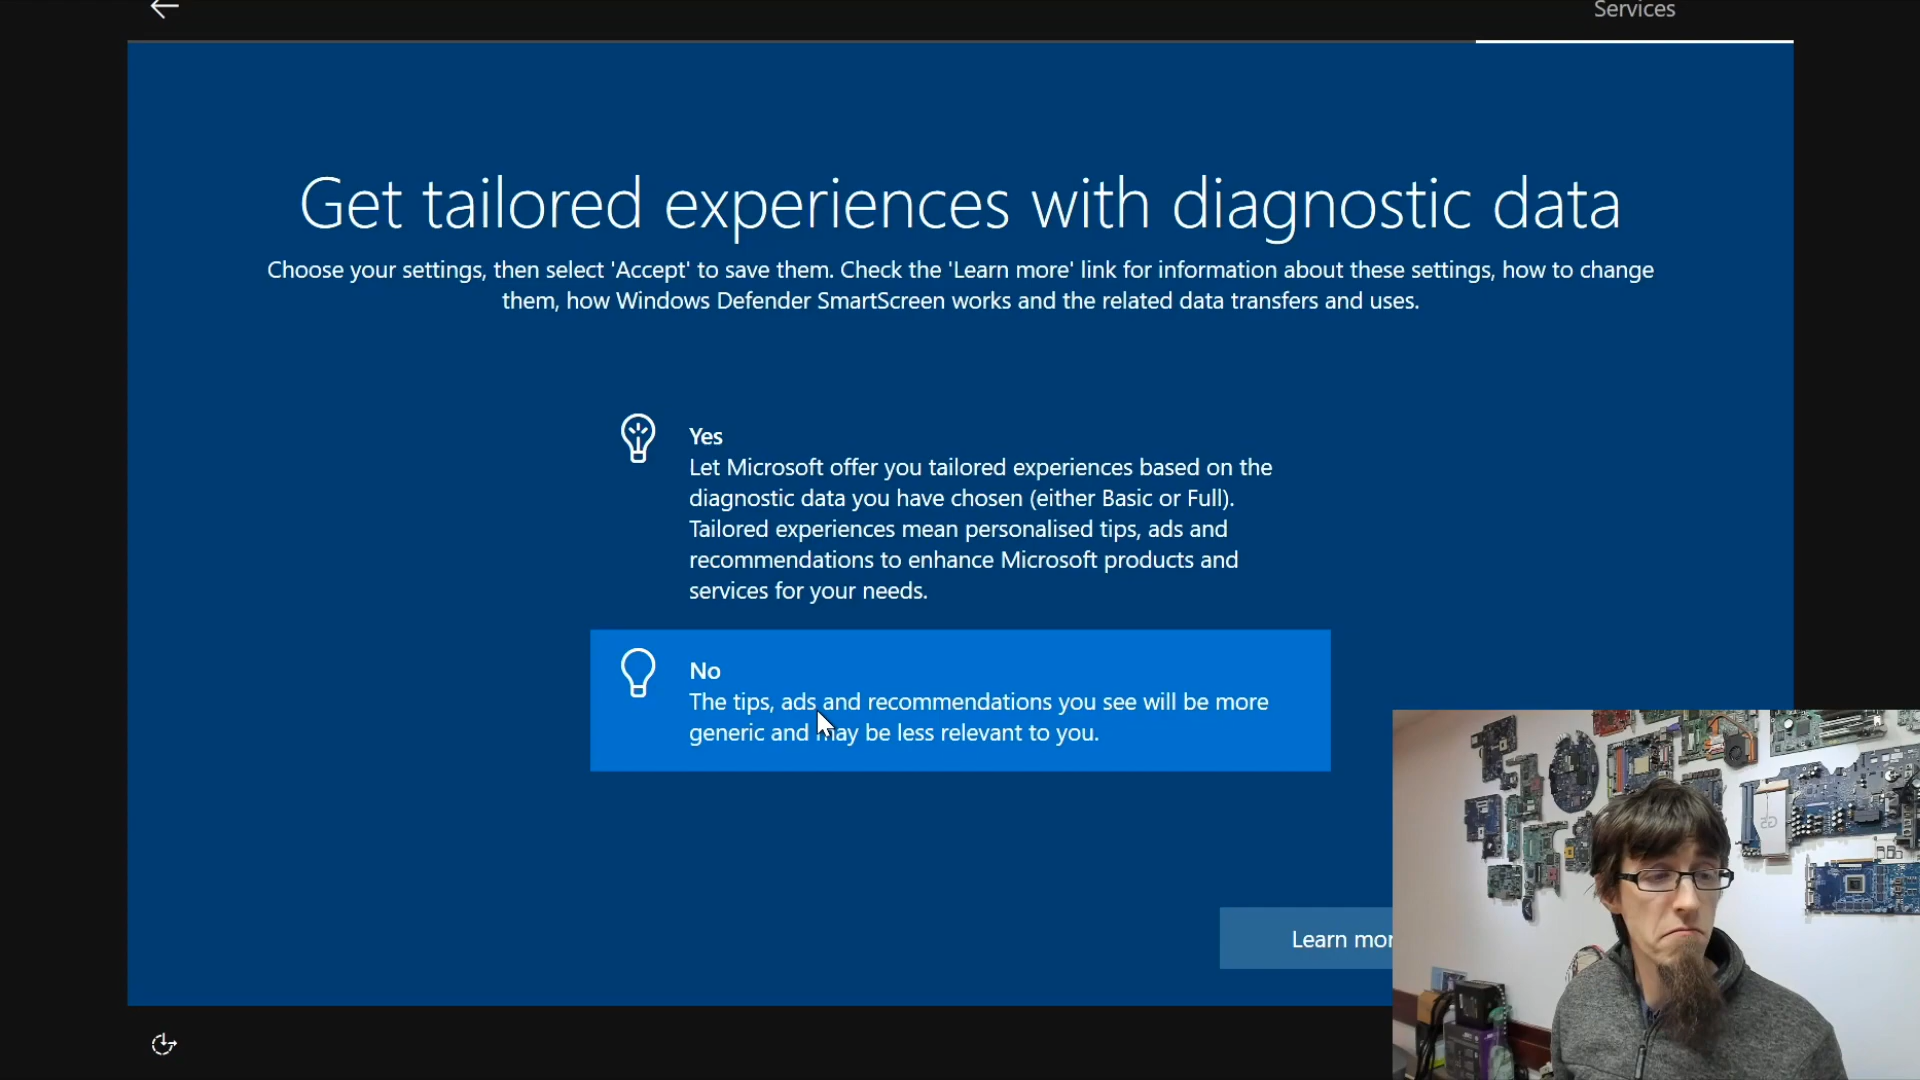 Services
Get tailored experiences with diagnostic data
Choose your settings, then select 'Accept' to save them. Check the 'Learn more' link for information about these settings, how to change
them, how Windows Defender SmartScreen works and the related data transfers and uses.
Yes
Let Microsoft offer you tailored experiences based on the
diagnostic data you have chosen (either Basic or Full).
Tailored experiences mean personalised tips, ads and
recommendations to enhance Microsoft products and
services for your needs.
No
The tips, ads and recommendations you see will be more
generic and may be less relevant to you.
Learn mor